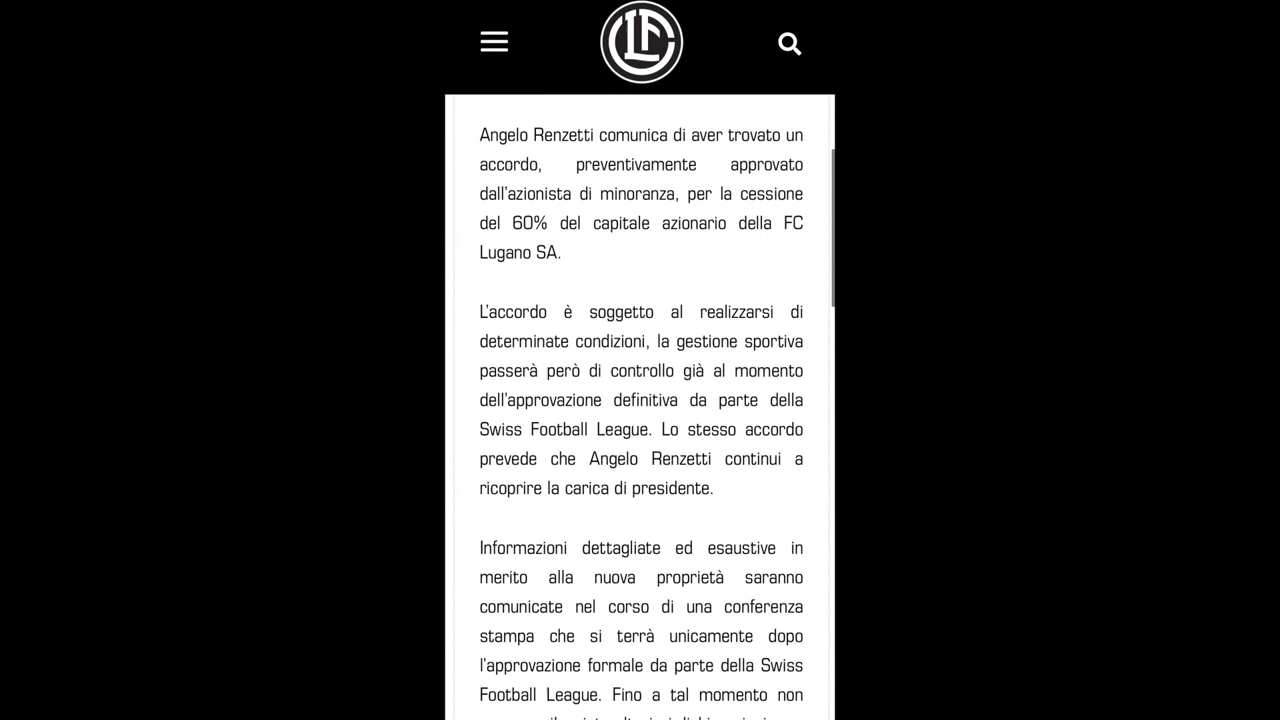 FCL
Angelo Renzetti comunica di aver trovato un
accordo, preventivamente approvato
dall'azionista di minoranza, per la cessione
del 60% del capitale azionario della FC
Lugano SA.
L'accordo è soggetto al realizzarsi di
determinate condizioni, la gestione sportiva
passerà però di controllo già al momento
dell'approvazione definitiva da parte della
Swiss Football League. Lo stesso accordo
prevede che Angelo Renzetti continui a
ricoprire la carica di presidente.
Informazioni dettagliate ed esaustive in
merito alla nuova proprietà saranno
comunicate nel corso di una conferenza
stampa che si terrà unicamente dopo
l'approvazione formale da parte della Swiss
Football League. Fino a tal momento non